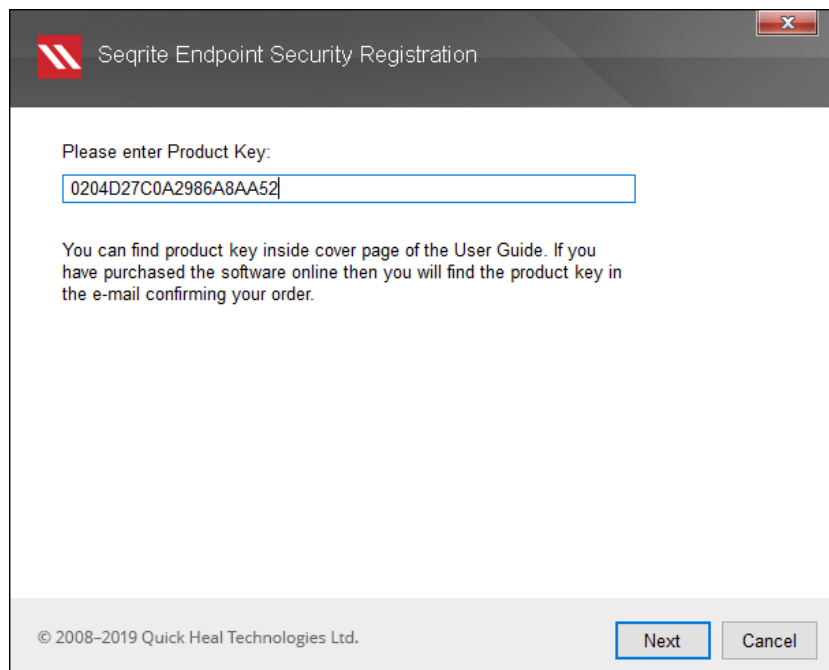 Seqrite Endpoint Security Registration
x
Please enter Product Key:
0204D27C0A2986A8AA52
You can find product key inside cover page of the User Guide. If you
have purchased the software online then you will find the product key in
the e-mail confirming your order.
© 2008–2019 Quick Heal Technologies Ltd.
Next
Cancel